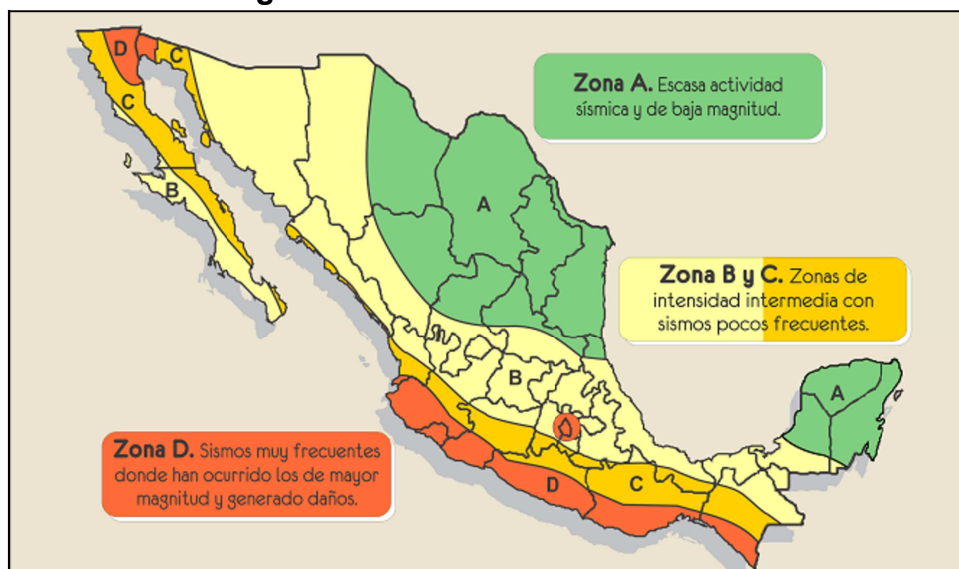 D
C
C
Zona A. Escasa actividad
sísmica y de baja magnitud.
B
A
Zona B y C. Zonas de
intensidad intermedia con
sismos pocos frecuentes.
B
A
Zona D. Sismos muy frecuentes
donde han ocurrido los de mayor
magnitud y generado daños.
D
C